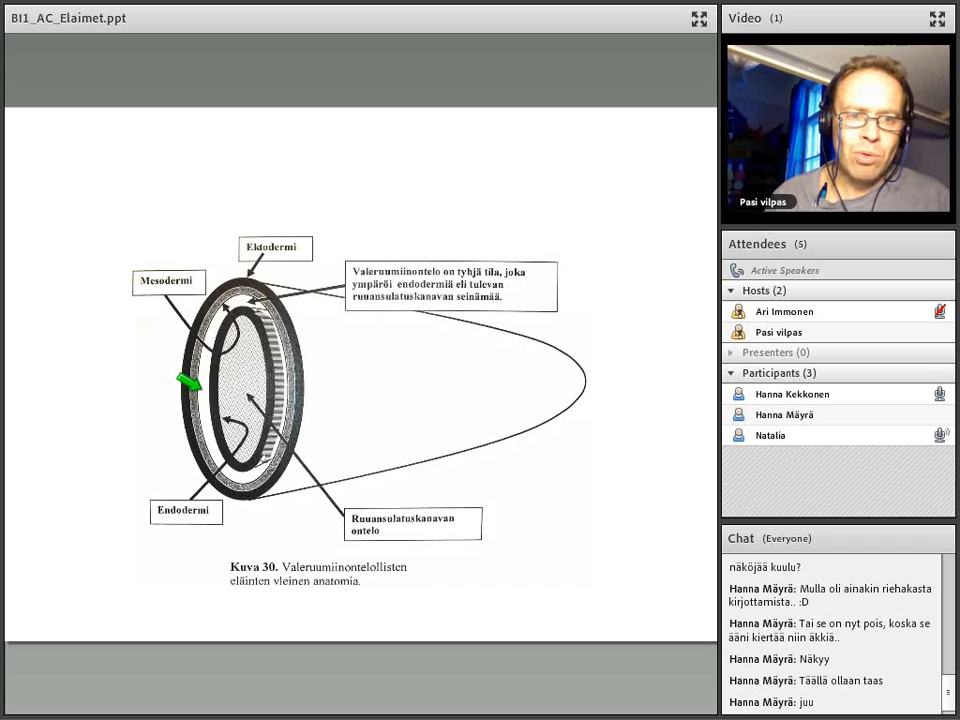 BI1_AC_Elaimet.ppt
Ektodermi
Mesodermi
Valeruumiinontelo on tyhjä tila, joka
ympäröi endodermiä eli tulevan
ruuansulatuskanavan seinämää.
Endodermi
Ruuansulatuskanavan
ontelo
Kuva 30. Valeruumiinontelollisten
eläinten yleinen anatomia.
Video (1)
Pasi vilpas
Attendees (5)
Active Speakers
Hosts (2)
Ari Immonen
Pasi vilpas
Presenters (0)
Participants (3)
Hanna Kekkonen
Hanna Mäyrä
Natalia
Chat (Everyone)
näköjää kuulu?
Hanna Mäyrä: Mulla oli ainakin riehakasta
kirjottamista.. :D
Hanna Mäyrä: Tai se on nyt pois, koska se
ääni kiertää niin äkkiä..
Hanna Mäyrä: Näkyy
Hanna Mäyrä: Täällä ollaan taas
Hanna Mäyrä: juu